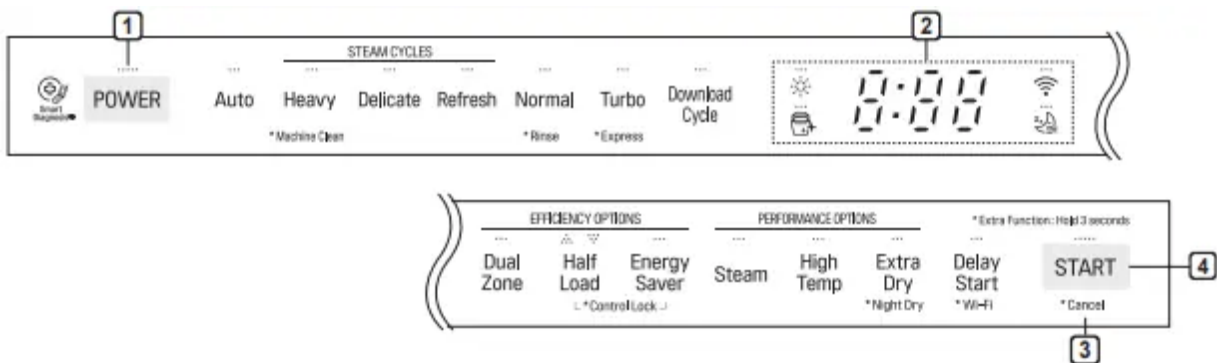 1
2
STEAM CYCLES
Smart
Diagnosis
POWER
Auto
Heavy
Delicate
Refresh
Normal
Turbo
Download
Cycle
8:88
*Machine Clean
*Rinse
*Express
EFFICIENCY OPTIONS
PERFORMANCE OPTIONS
*Extra Function : Hold 3 seconds
Dual
Zone
Half
Load
Energy
Saver
Steam
High
Temp
Extra
Dry
Delay
Start
START
4
*Control Lock
*Night Dry
*Wi-Fi
*Cancel
3